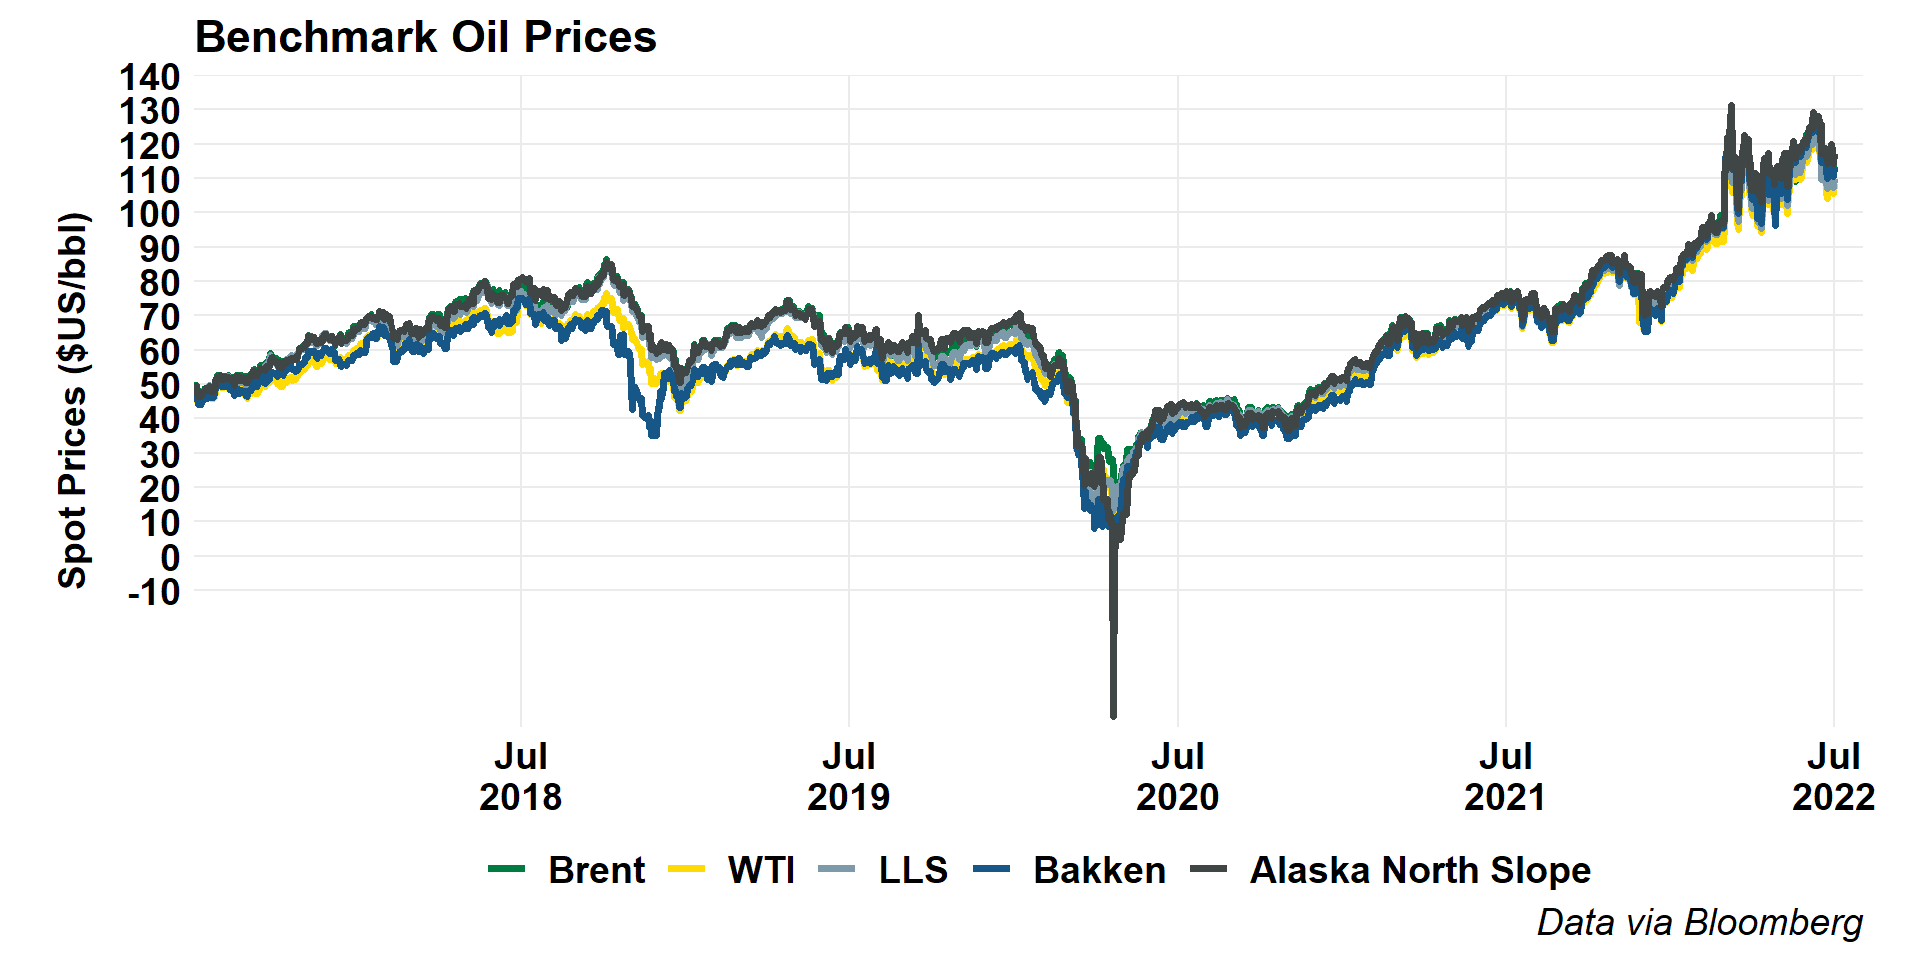 Benchmark Oil Prices
140
130
120
110
100
90
80
70
60
50
40
30
20
10
0
-10
Spot Prices ($US/bbl)
Jul 2018
Jul 2019
Jul 2020
Jul 2021
Jul 2022
Brent WTI LLS Bakken Alaska North Slope
Data via Bloomberg